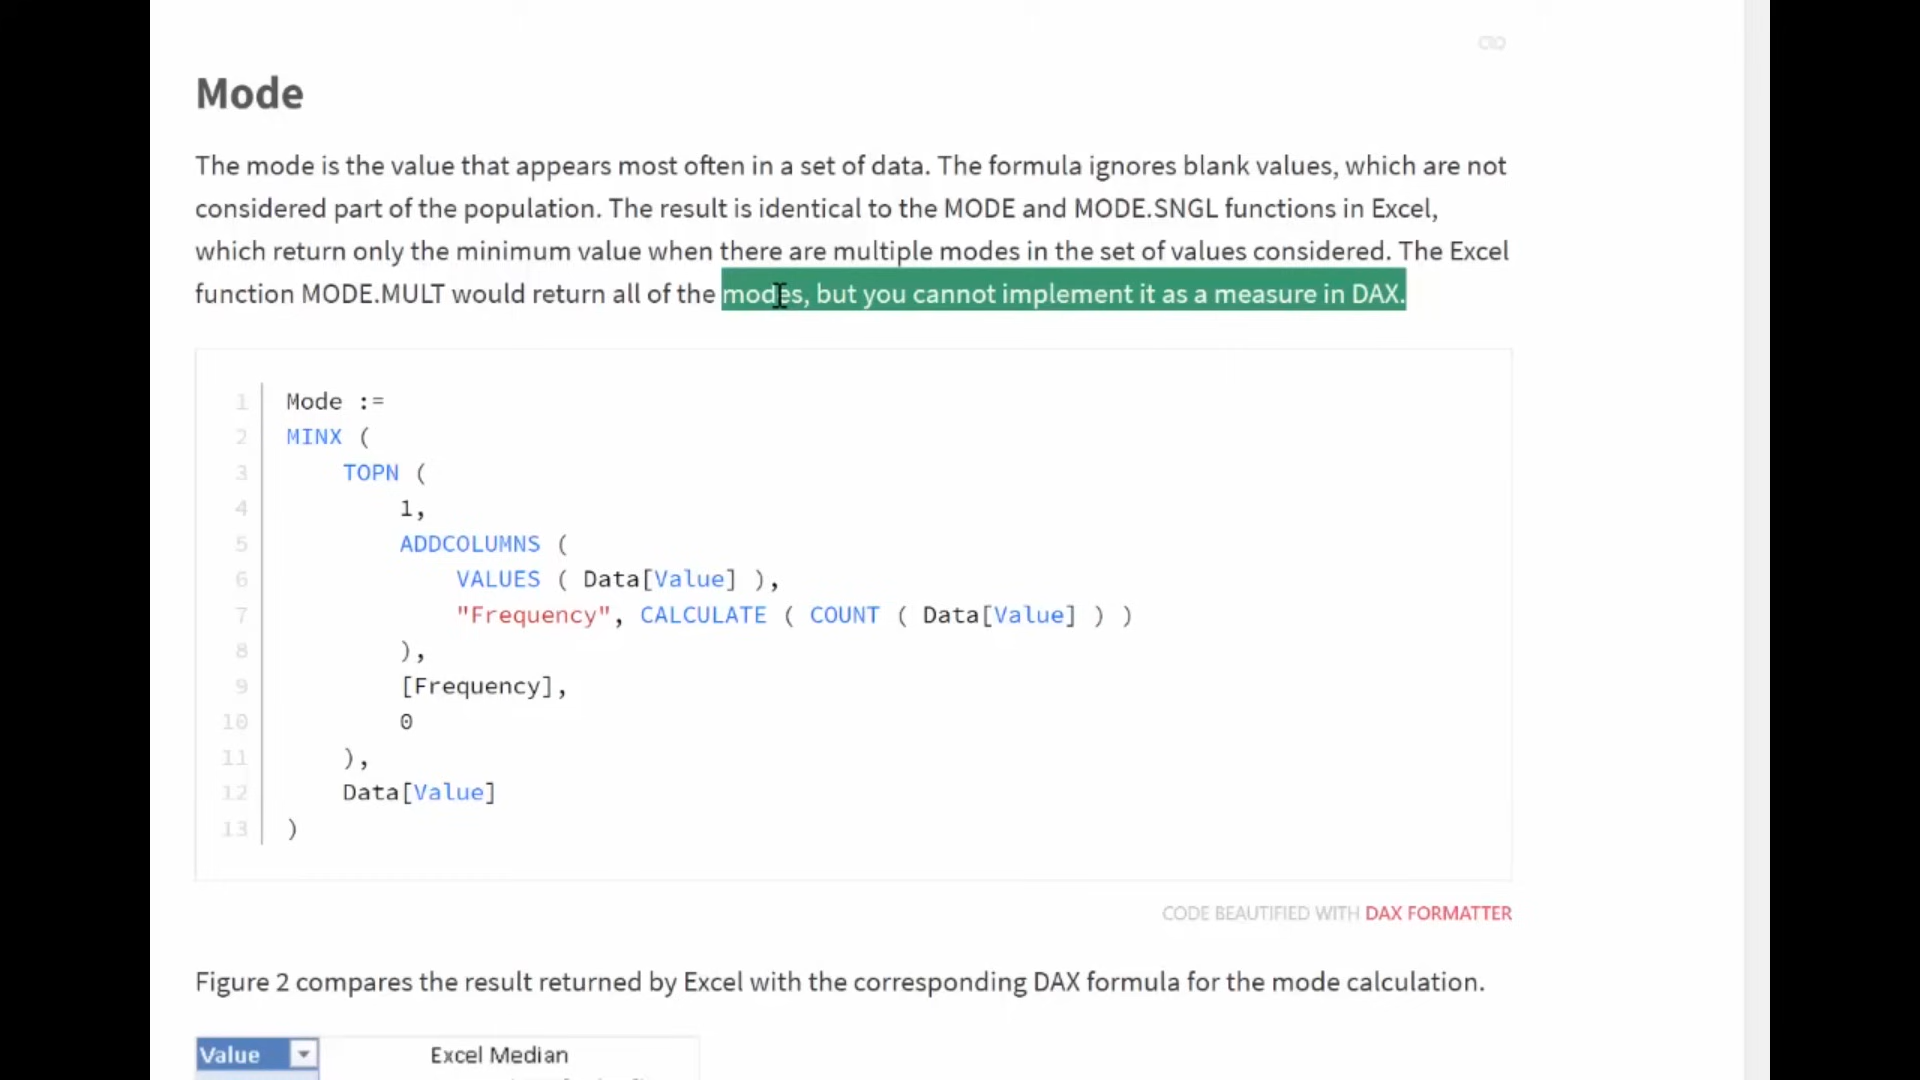 Mode
The mode is the value that appears most often in a set of data. The formula ignores blank values, which are not
considered part of the population. The result is identical to the MODE and MODE.SNGL functions in Excel,
which return only the minimum value when there are multiple modes in the set of values considered. The Excel
function MODE.MULT would return all of the modes, but you cannot implement it as a measure in DAX.
1 Mode :=
2 MINX (
3 TOPN (
4 1,
5 ADDCOLUMNS (
6 VALUES ( Data[Value] ),
7 "Frequency", CALCULATE ( COUNT ( Data[Value] ) )
8 ),
9 [Frequency],
10 0
11 ),
12 Data[Value]
13 )
CODE BEAUTIFIED WITH DAX FORMATTER
Figure 2 compares the result returned by Excel with the corresponding DAX formula for the mode calculation.
Value Excel Median